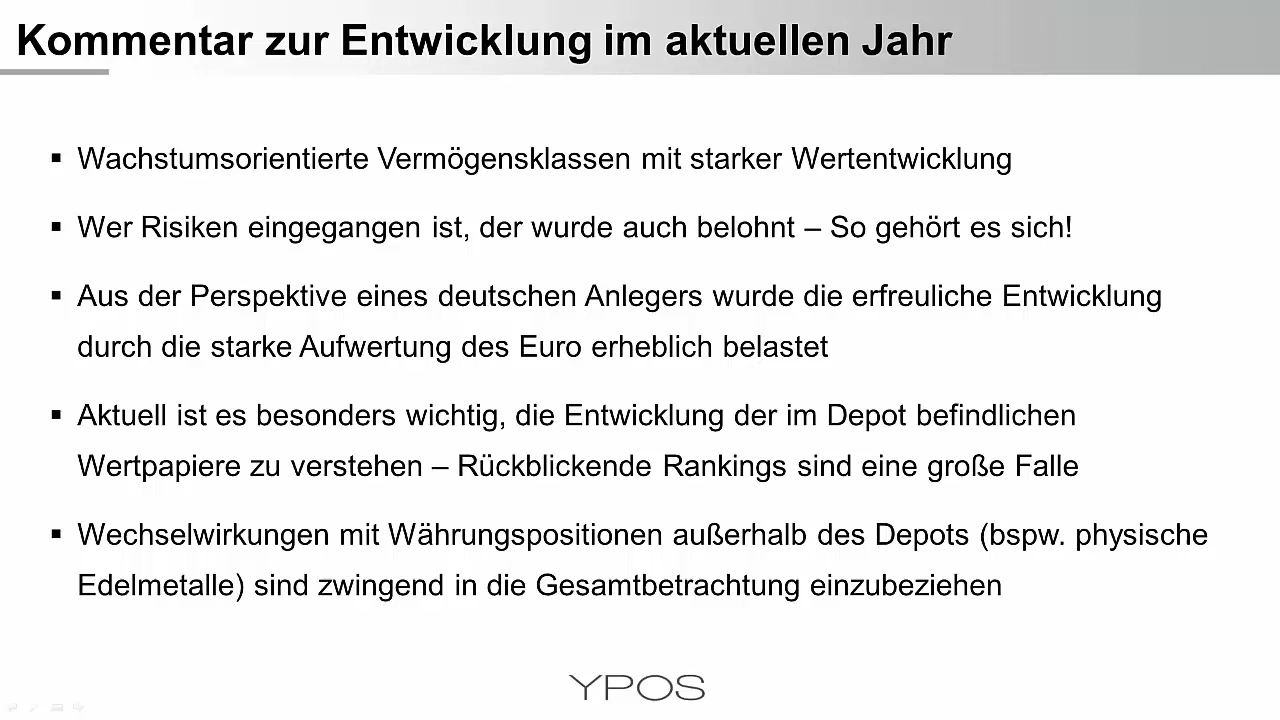 Kommentar zur Entwicklung im aktuellen Jahr
▪ Wachstumsorientierte Vermögensklassen mit starker Wertentwicklung
▪ Wer Risiken eingegangen ist, der wurde auch belohnt – So gehört es sich!
▪ Aus der Perspektive eines deutschen Anlegers wurde die erfreuliche Entwicklung
durch die starke Aufwertung des Euro erheblich belastet
▪ Aktuell ist es besonders wichtig, die Entwicklung der im Depot befindlichen
Wertpapiere zu verstehen – Rückblickende Rankings sind eine große Falle
▪ Wechselwirkungen mit Währungspositionen außerhalb des Depots (bspw. physische
Edelmetalle) sind zwingend in die Gesamtbetrachtung einzubeziehen
YPOS